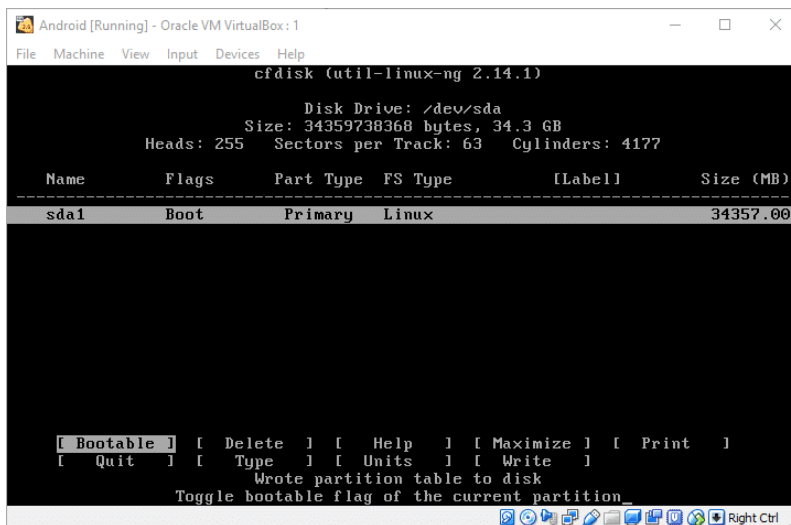 Android [Running] - Oracle VM VirtualBox : 1
File Machine View Input Devices Help
cfdisk (util-linux-ng 2.14.1)
Disk Drive: /dev/sda
Size: 34359738368 bytes, 34.3 GB
Heads: 255 Sectors per Track: 63 Cylinders: 4177
Name Flags Part Type FS Type [Label] Size (MB)
sda1 Boot Primary Linux 34357.00
[ Bootable ] [ Delete ] [ Help ] [ Maximize ] [ Print ]
[ Quit ] [ Type ] [ Units ] [ Write ]
Wrote partition table to disk
Toggle bootable flag of the current partition_
Right Ctrl